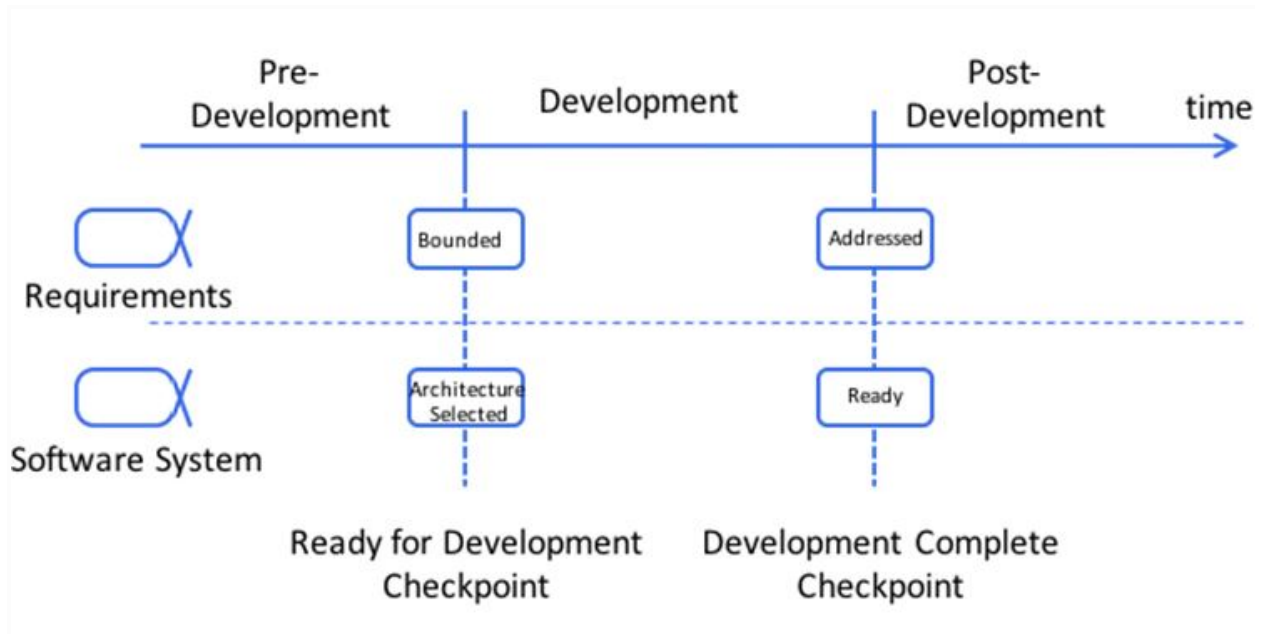 Pre-
Development
Development
Post-
Development
time
Bounded
Addressed
Requirements
Architecture
Selected
Ready
Software System
Ready for Development
Checkpoint
Development Complete
Checkpoint